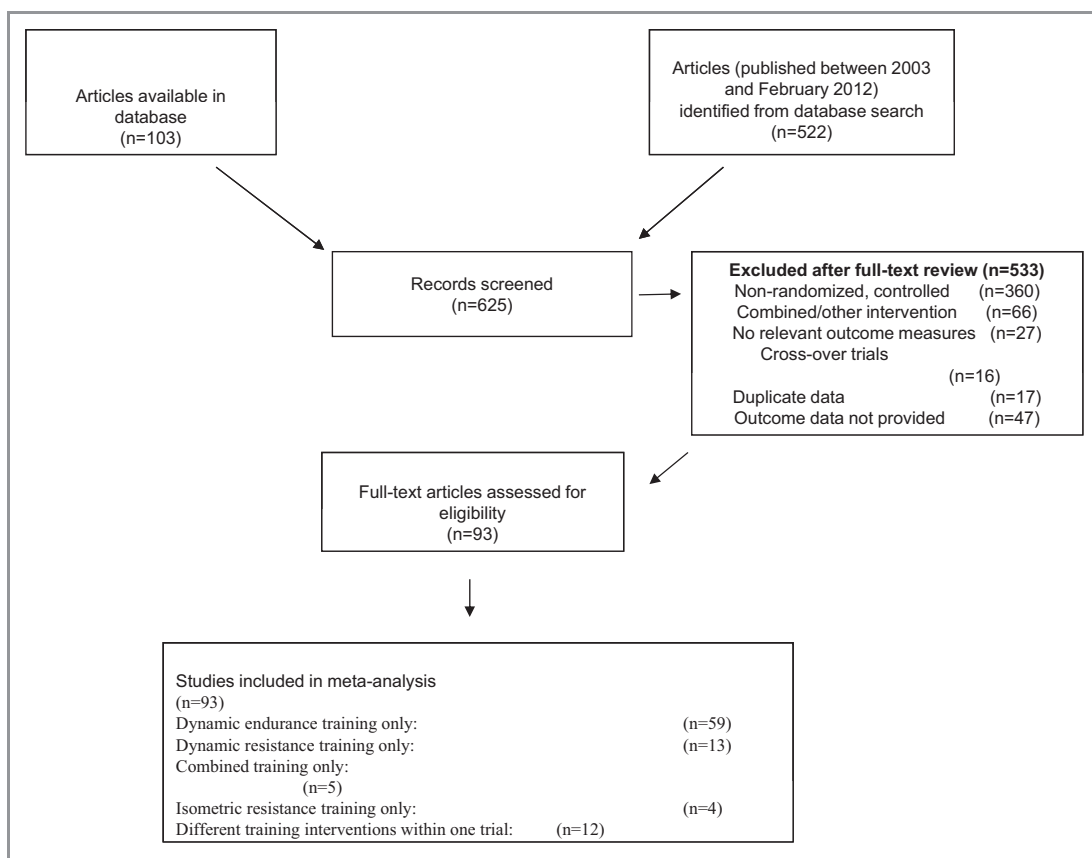 Articles available in
database
(n=103)
Articles (published between 2003
and February 2012)
identified from database search
(n=522)
Records screened
(n=625)
Excluded after full-text review (n=533)
Non-randomized, controlled (n=360)
Combined/other intervention (n=66)
No relevant outcome measures (n=27)
Cross-over trials
(n=16)
Duplicate data (n=17)
Outcome data not provided (n=47)
Full-text articles assessed for
eligibility
(n=93)
Studies included in meta-analysis
(n=93)
Dynamic endurance training only: (n=59)
Dynamic resistance training only: (n=13)
Combined training only:
(n=5)
Isometric resistance training only: (n=4)
Different training interventions within one trial: (n=12)